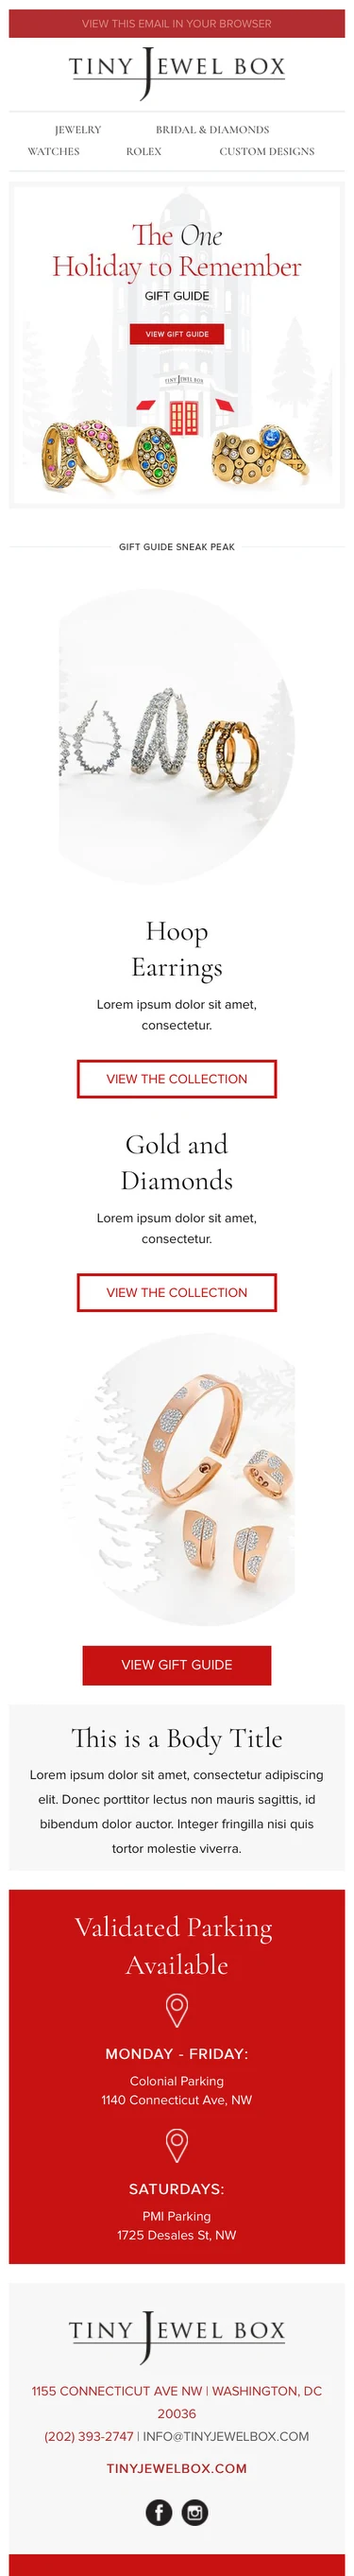 VIEW THIS EMAIL IN YOUR BROWSER
TINY JEWEL BOX
JEWELRY BRIDAL & DIAMONDS
WATCHES ROLEX CUSTOM DESIGNS
The One
Holiday to Remember
GIFT GUIDE
VIEW GIFT GUIDE
TINY JEWEL BOX
GIFT GUIDE SNEAK PEAK
Hoop
Earrings
Lorem ipsum dolor sit amet,
consectetur.
VIEW THE COLLECTION
Gold and
Diamonds
Lorem ipsum dolor sit amet,
consectetur.
VIEW THE COLLECTION
VIEW GIFT GUIDE
This is a Body Title
Lorem ipsum dolor sit amet, consectetur adipiscing
elit. Donec porttitor lectus non mauris sagittis, id
bibendum dolor auctor. Integer fringilla nisi quis
tortor molestie viverra.
Validated Parking
Available
MONDAY - FRIDAY:
Colonial Parking
1140 Connecticut Ave, NW
SATURDAYS:
PMI Parking
1725 Desales St, NW
TINY JEWEL BOX
1155 CONNECTICUT AVE NW | WASHINGTON, DC
20036
(202) 393-2747 | INFO@TINYJEWELBOX.COM
TINYJEWELBOX.COM